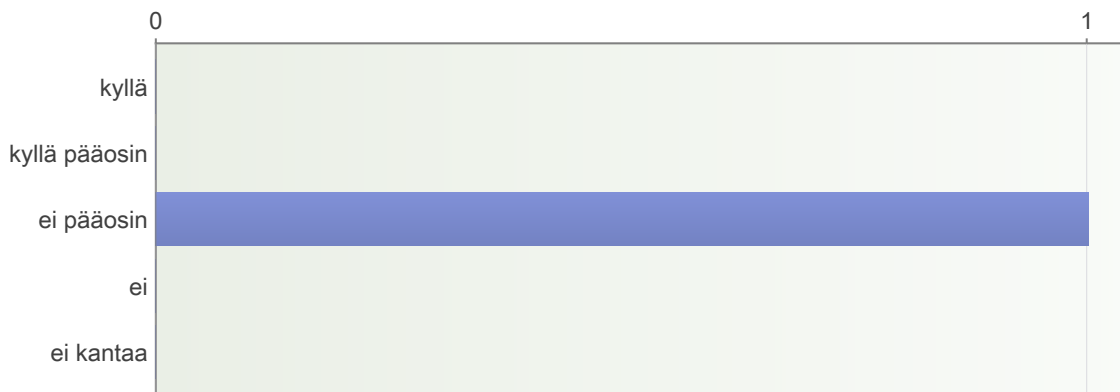 0 1
kyllä
kyllä pääosin
ei pääosin
ei
ei kantaa